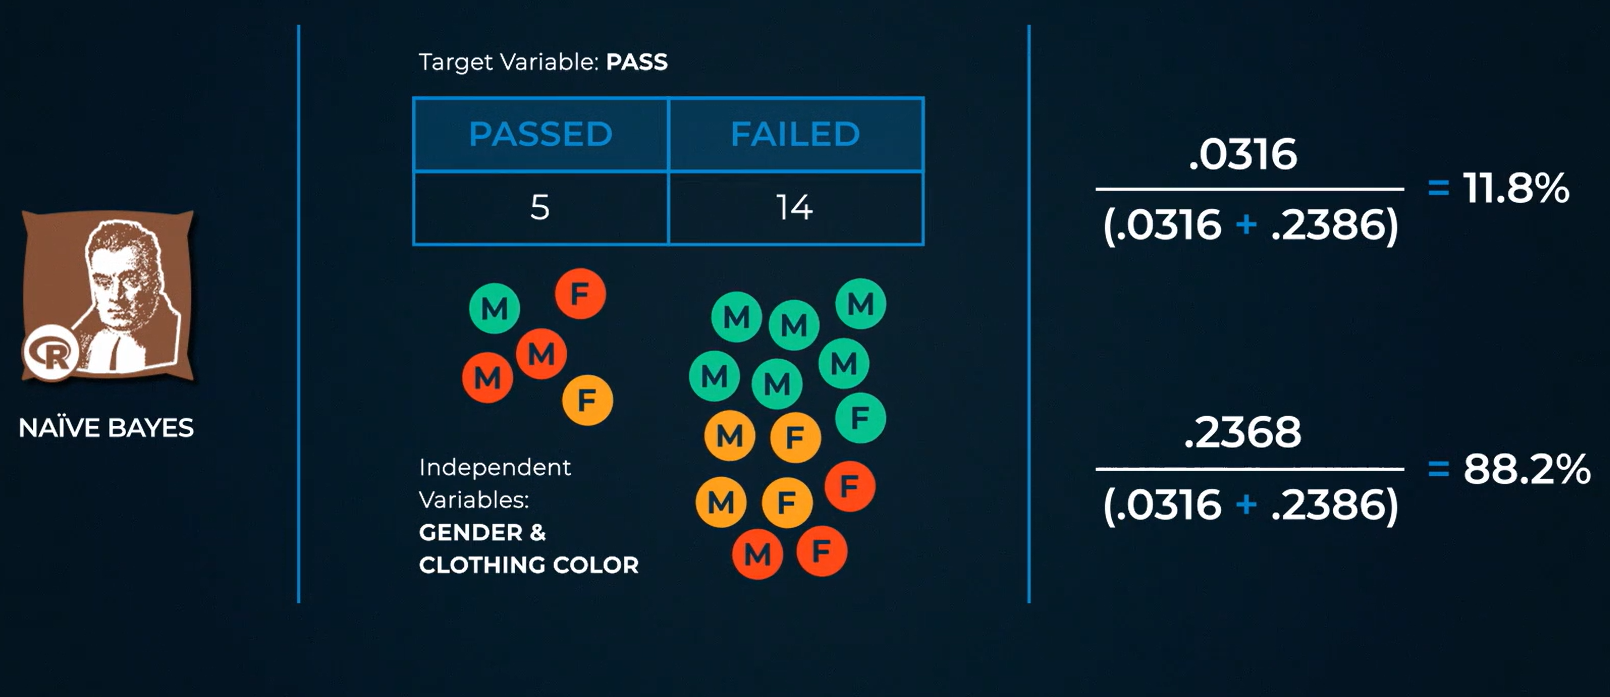 NAÏVE BAYES
R
Target Variable: PASS
PASSED FAILED
5 14
M F
M M
F
M M M
M M M
F
M F
M F F
M F
Independent
Variables:
GENDER &
CLOTHING COLOR
.0316
(.0316 + .2386)
= 11.8%
.2368
(.0316 + .2386)
= 88.2%